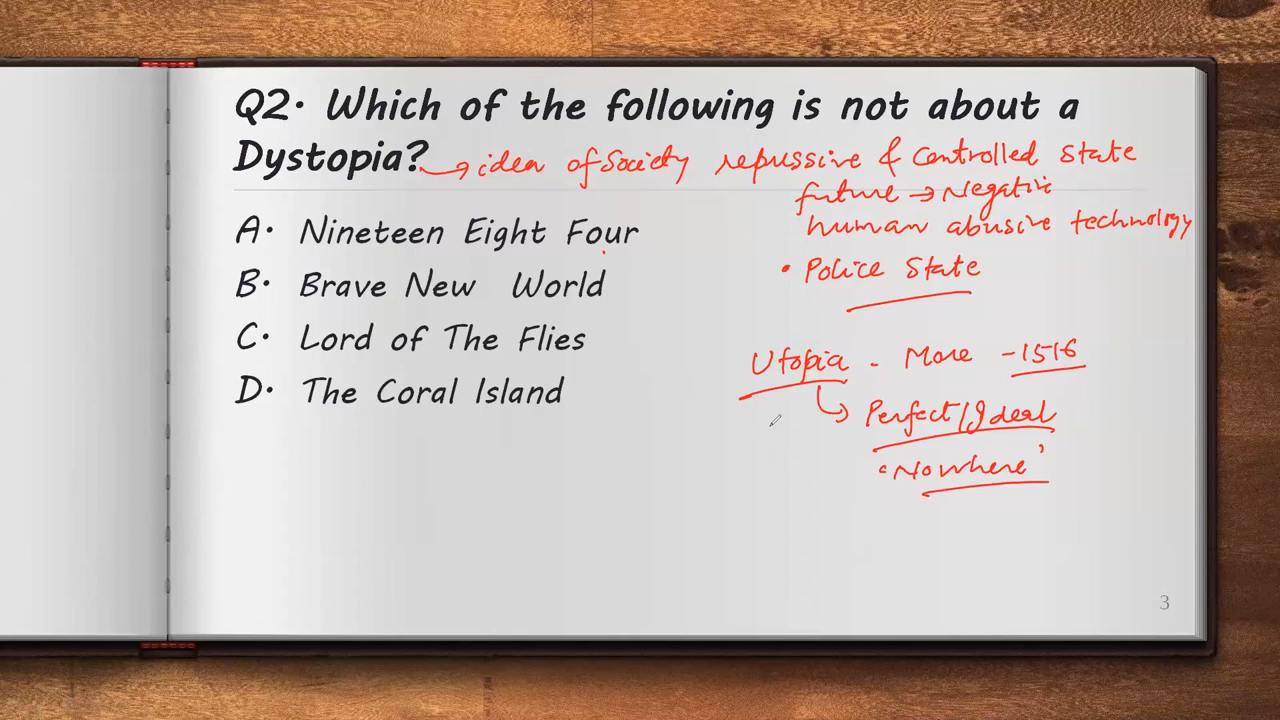 Q2. Which of the following is not about a
Dystopia? → idea of Society repussive & Controlled State
future → Negative
human abusive technology
A. Nineteen Eight Four
• Police State
B. Brave New World
C. Lord of The Flies
Utopia - More - 1516
D. The Coral Island
Perfect/Ideal
'Nowhere'
3